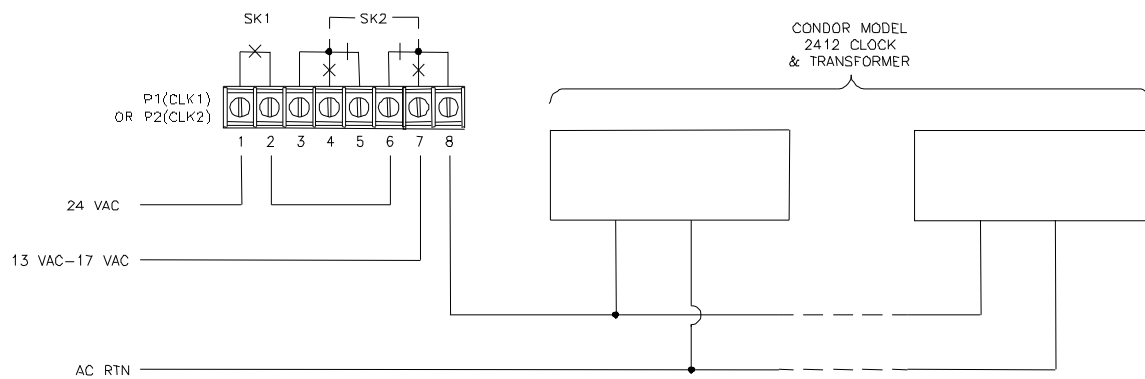 SK1
SK2
CONDOR MODEL
2412 CLOCK
& TRANSFORMER
P1(CLK1)
OR P2(CLK2)
1 2 3 4 5 6 7 8
24 VAC
13 VAC-17 VAC
AC RTN